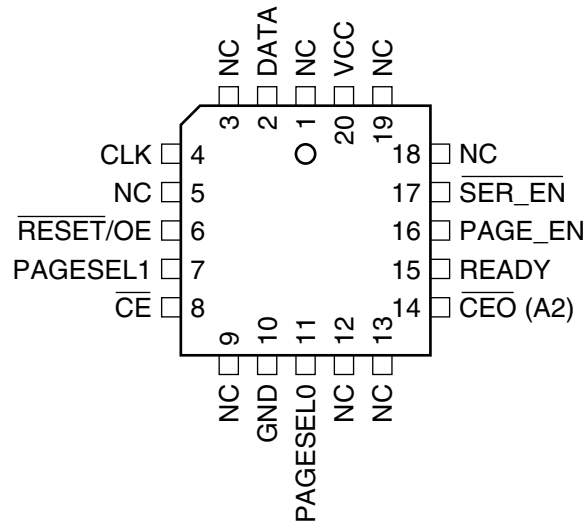 NC DATA NC VCC NC
3 2 1 20 19
CLK 4 18 NC
NC 5 17 SER_EN
RESET/OE 6 16 PAGE_EN
PAGESEL1 7 15 READY
CE 8 14 CEO (A2)
9 10 11 12 13
NC GND PAGESEL0 NC NC